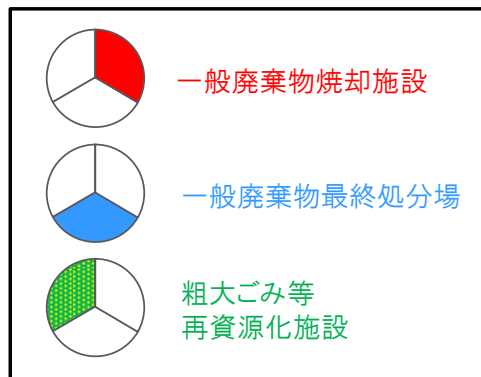 一般廃棄物焼却施設
一般廃棄物最終処分場
粗大ごみ等
再資源化施設